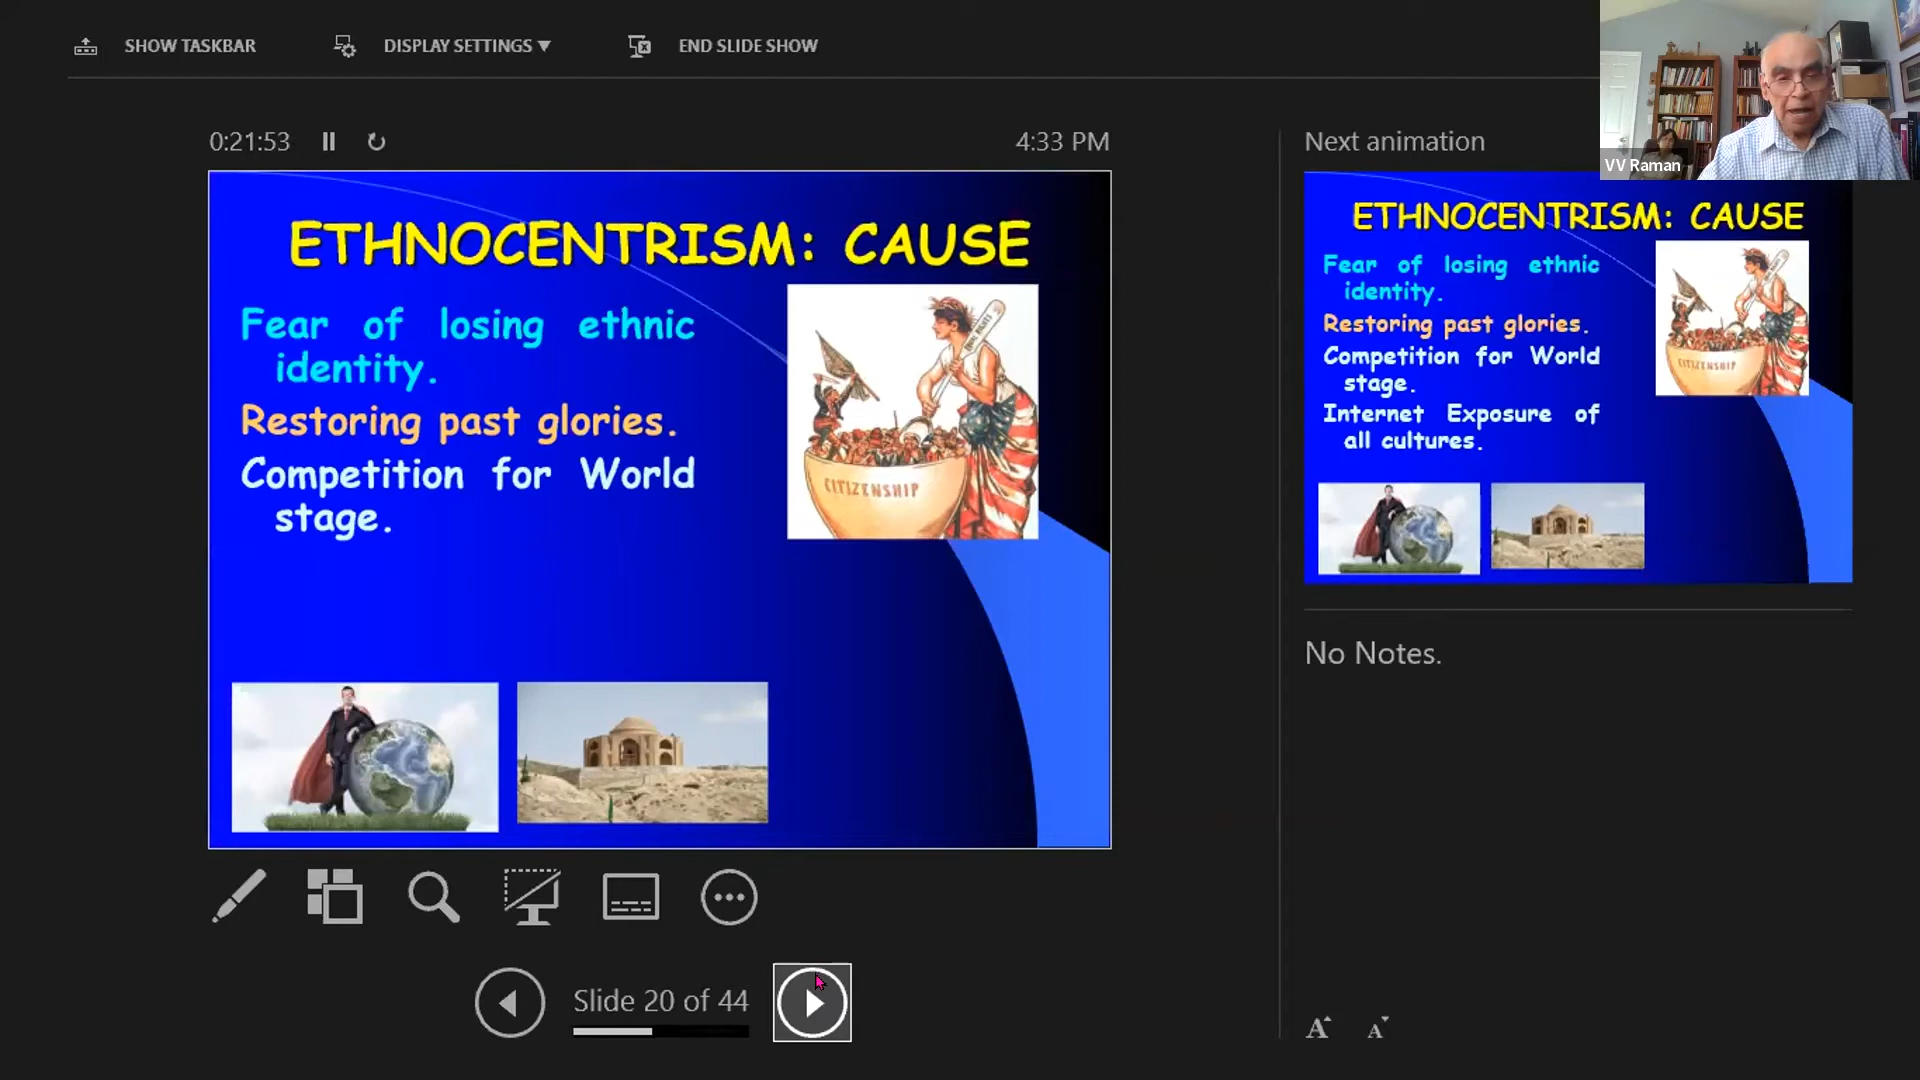 SHOW TASKBAR
DISPLAY SETTINGS ▼
END SLIDE SHOW
VV Raman
0:21:53
4:33 PM
Next animation
ETHNOCENTRISM: CAUSE
Fear of losing ethnic
identity.
Restoring past glories.
Competition for World
stage.
CITIZENSHIP
ETHNOCENTRISM: CAUSE
Fear of losing ethnic
identity.
Restoring past glories.
Competition for World
stage.
Internet Exposure of
all cultures.
CITIZENSHIP
No Notes.
Slide 20 of 44
A A